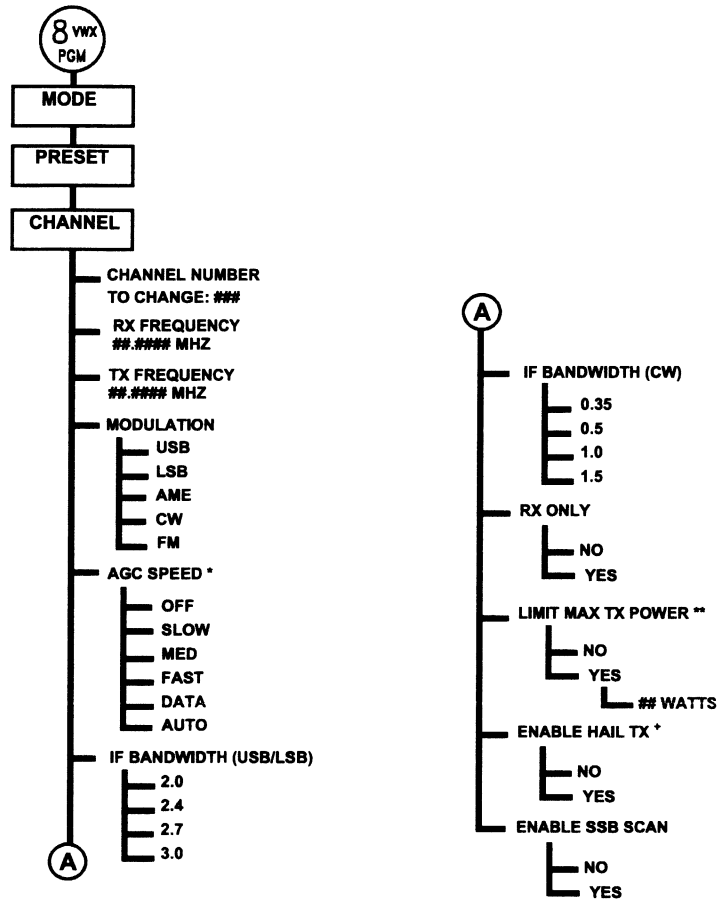 8 VWX
PGM
MODE
PRESET
CHANNEL
CHANNEL NUMBER
TO CHANGE: ###
RX FREQUENCY
##.#### MHZ
TX FREQUENCY
##.#### MHZ
MODULATION
USB
LSB
AME
CW
FM
AGC SPEED *
OFF
SLOW
MED
FAST
DATA
AUTO
IF BANDWIDTH (USB/LSB)
2.0
2.4
2.7
3.0
A
A
IF BANDWIDTH (CW)
0.35
0.5
1.0
1.5
RX ONLY
NO
YES
LIMIT MAX TX POWER **
NO
YES
## WATTS
ENABLE HAIL TX +
NO
YES
ENABLE SSB SCAN
NO
YES